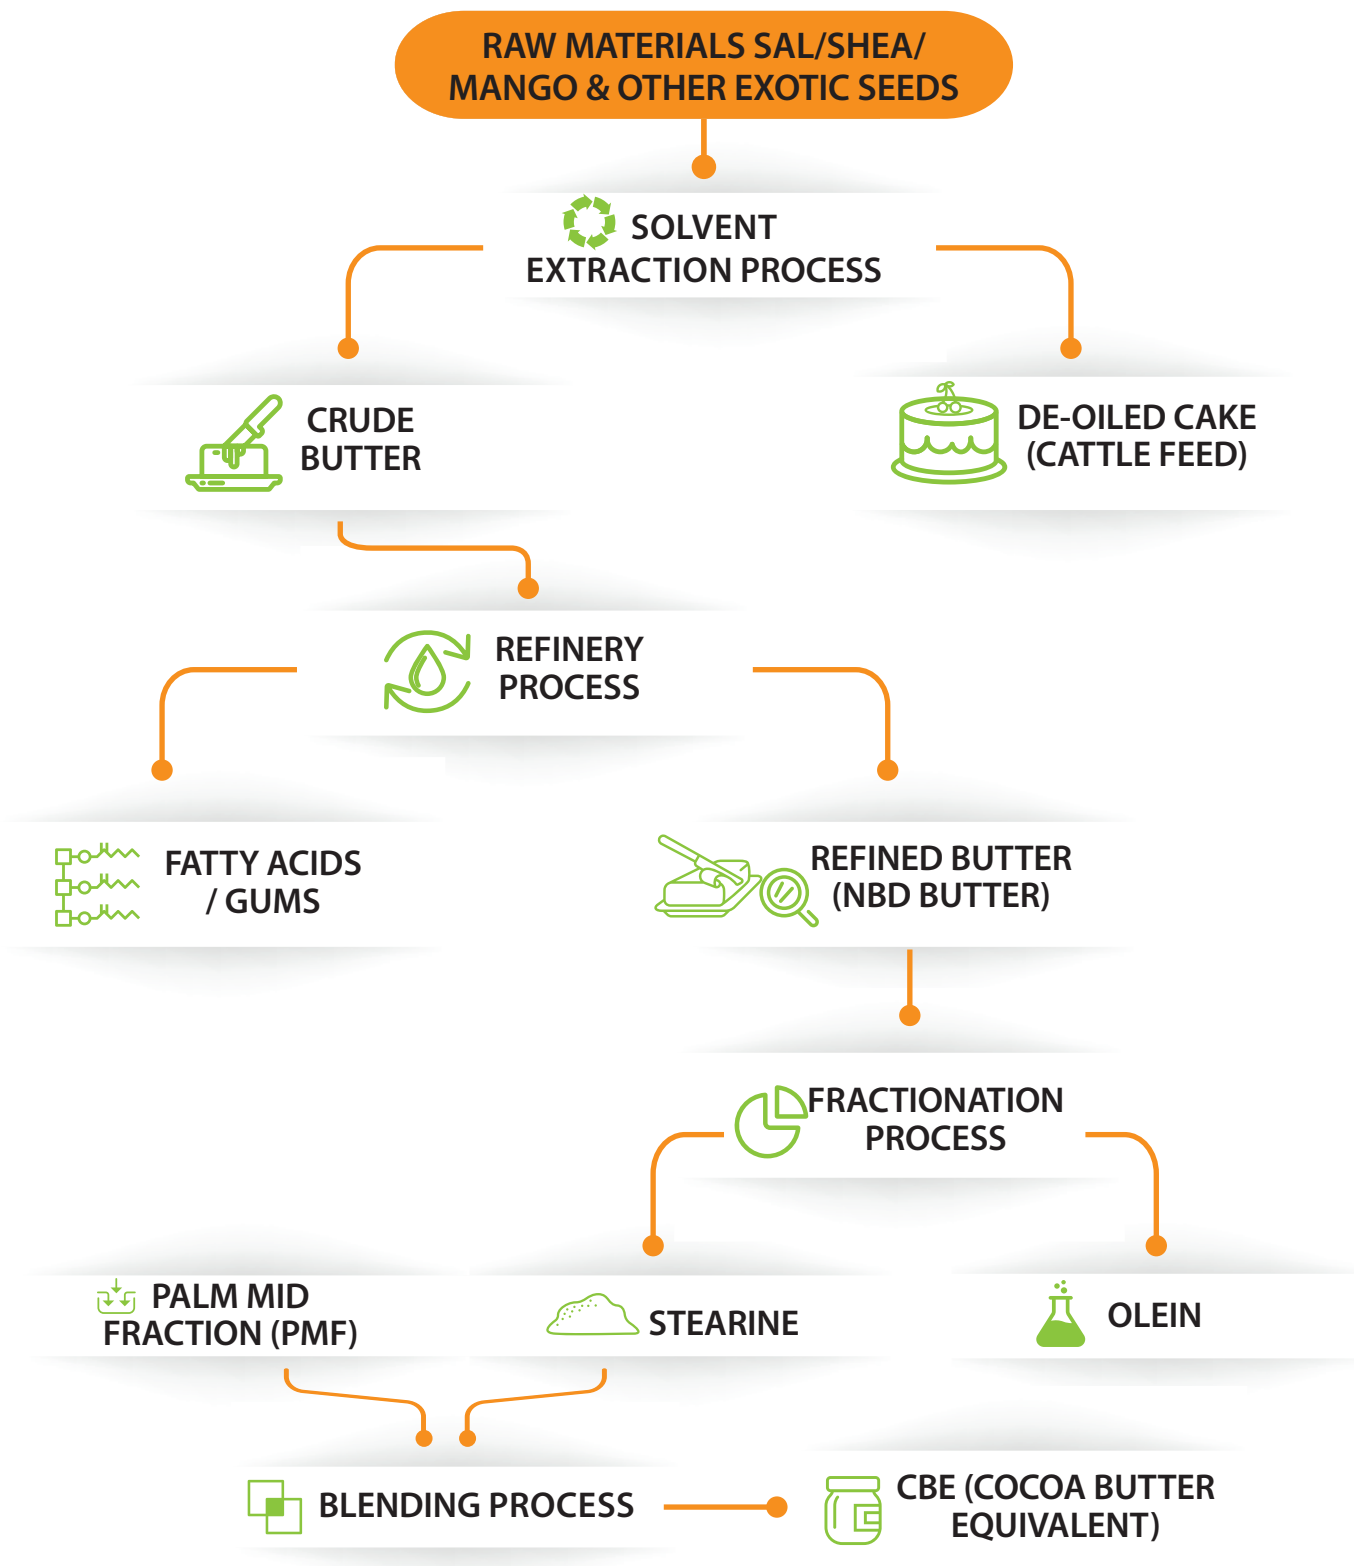 RAW MATERIALS SAL/SHEA/
MANGO & OTHER EXOTIC SEEDS
SOLVENT
EXTRACTION PROCESS
CRUDE
BUTTER
DE-OILED CAKE
(CATTLE FEED)
REFINERY
PROCESS
FATTY ACIDS
/ GUMS
REFINED BUTTER
(NBD BUTTER)
FRACTIONATION
PROCESS
PALM MID
FRACTION (PMF)
STEARINE
OLEIN
BLENDING PROCESS
CBE (COCOA BUTTER
EQUIVALENT)